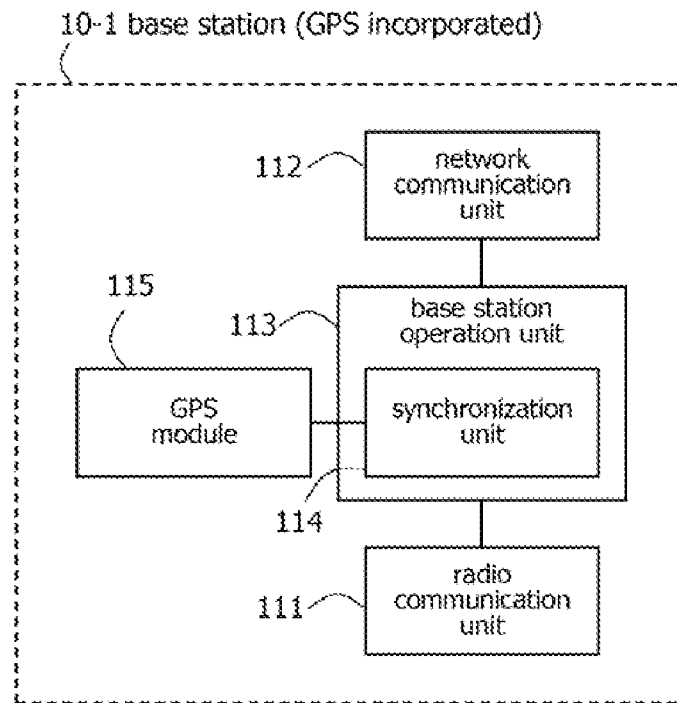 10-1 base station (GPS incorporated)
112
network
communication
unit
115
113
base station
operation unit
GPS
module
synchronization
unit
114
111
radio
communication
unit